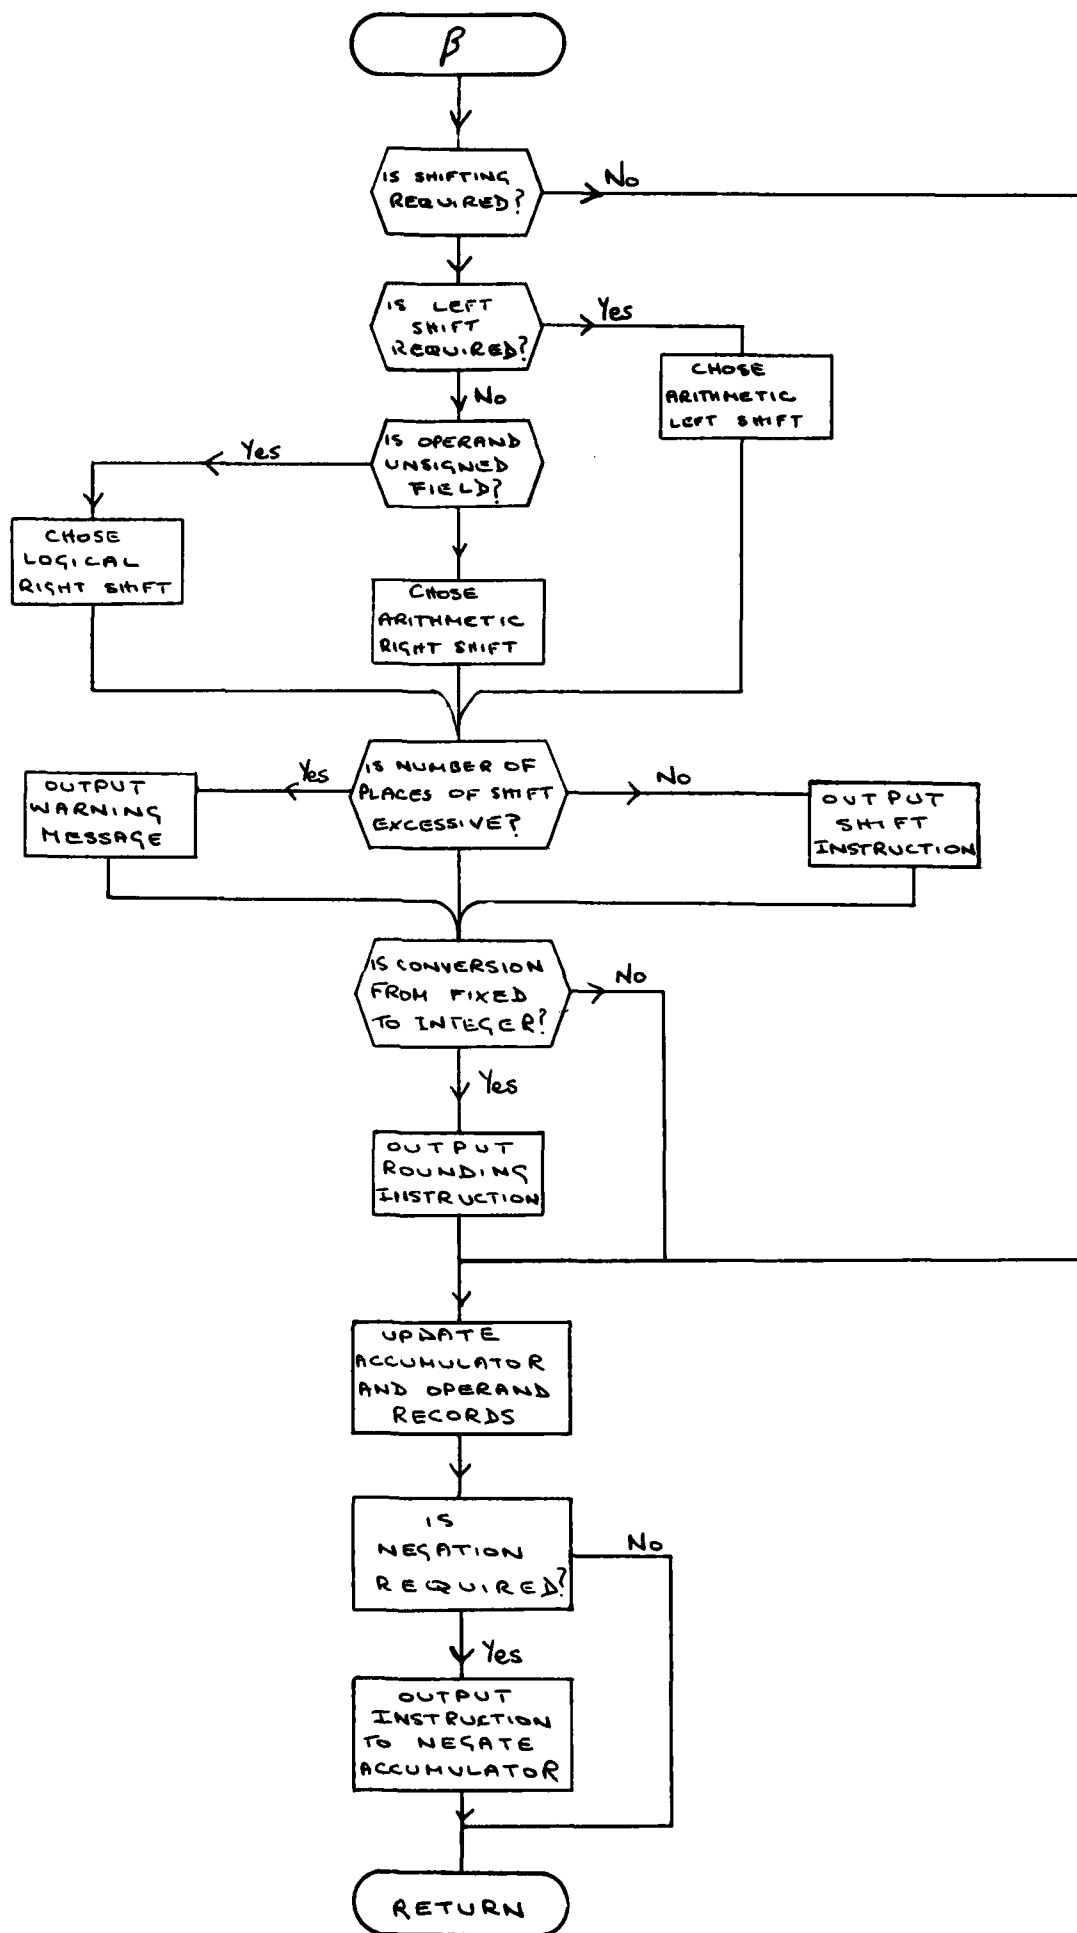 β
IS SHIFTING
REQUIRED?
No
IS LEFT
SHIFT
REQUIRED?
Yes
CHOSE
ARITHMETIC
LEFT SHIFT
No
IS OPERAND
UNSIGNED
FIELD?
Yes
CHOSE
LOGICAL
RIGHT SHIFT
CHOSE
ARITHMETIC
RIGHT SHIFT
IS NUMBER OF
PLACES OF SHIFT
EXCESSIVE?
Yes
OUTPUT
WARNING
MESSAGE
No
OUTPUT
SHIFT
INSTRUCTION
IS CONVERSION
FROM FIXED
TO INTEGER?
No
Yes
OUTPUT
ROUNDING
INSTRUCTION
UPDATE
ACCUMULATOR
AND OPERAND
RECORDS
IS
NEGATION
REQUIRED?
No
Yes
OUTPUT
INSTRUCTION
TO NEGATE
ACCUMULATOR
RETURN